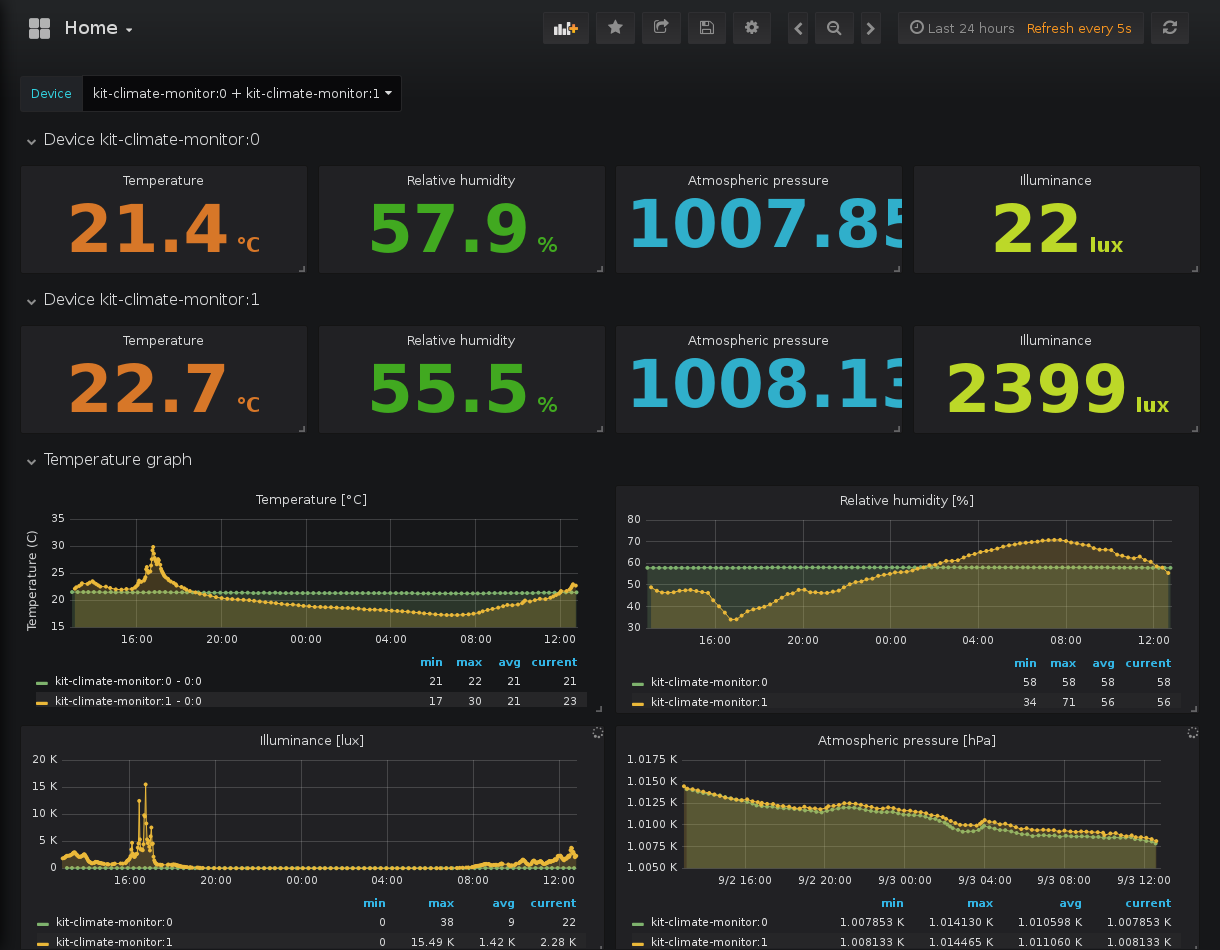 Home
Last 24 hours Refresh every 5s
Device kit-climate-monitor:0 + kit-climate-monitor:1
Device kit-climate-monitor:0
Temperature Relative humidity Atmospheric pressure Illuminance
21.4 °C 57.9 % 1007.85 22 lux
Device kit-climate-monitor:1
Temperature Relative humidity Atmospheric pressure Illuminance
22.7 °C 55.5 % 1008.13 2399 lux
Temperature graph
Temperature [°C]
Temperature (C)
35
30
25
20
15
16:00 20:00 00:00 04:00 08:00 12:00
min max avg current
kit-climate-monitor:0 - 0:0 21 22 21 21
kit-climate-monitor:1 - 0:0 17 30 21 23
Relative humidity [%]
80
70
60
50
40
30
16:00 20:00 00:00 04:00 08:00 12:00
min max avg current
kit-climate-monitor:0 58 58 58 58
kit-climate-monitor:1 34 71 56 56
Illuminance [lux]
20 K
15 K
10 K
5 K
0
16:00 20:00 00:00 04:00 08:00 12:00
min max avg current
kit-climate-monitor:0 0 38 9 22
kit-climate-monitor:1 0 15.49 K 1.42 K 2.28 K
Atmospheric pressure [hPa]
1.0175 K
1.0150 K
1.0125 K
1.0100 K
1.0075 K
1.0050 K
9/2 16:00 9/2 20:00 9/3 00:00 9/3 04:00 9/3 08:00 9/3 12:00
min max avg current
kit-climate-monitor:0 1.007853 K 1.014130 K 1.010598 K 1.007853 K
kit-climate-monitor:1 1.008133 K 1.014465 K 1.011060 K 1.008133 K